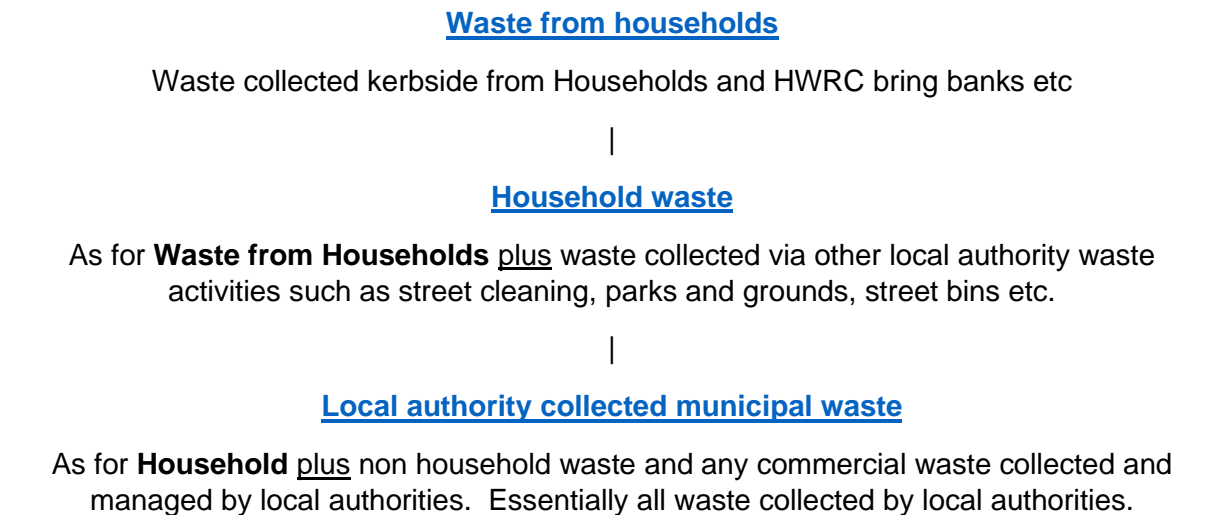 Waste from households
Waste collected kerbside from Households and HWRC bring banks etc
|
Household waste
As for Waste from Households plus waste collected via other local authority waste
activities such as street cleaning, parks and grounds, street bins etc.
|
Local authority collected municipal waste
As for Household plus non household waste and any commercial waste collected and
managed by local authorities.  Essentially all waste collected by local authorities.